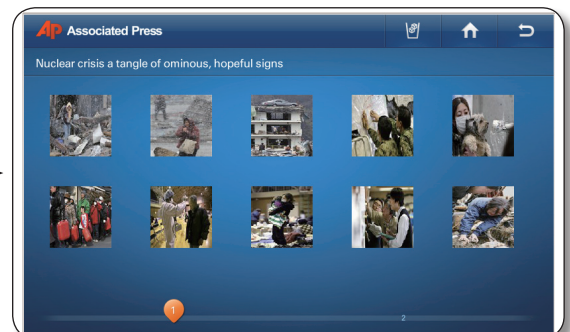 AP Associated Press
Nuclear crisis a tangle of ominous, hopeful signs
1
2